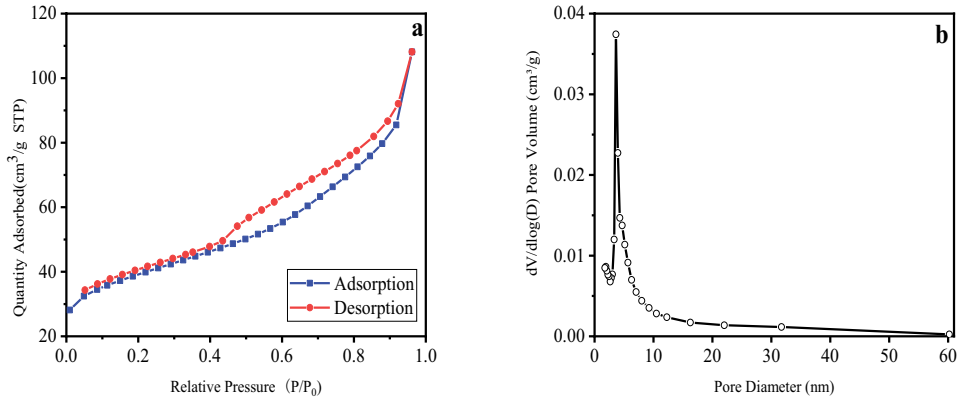 a
Quantity Adsorbed(cm³/g STP)
120
100
80
60
40
20
0.0 0.2 0.4 0.6 0.8 1.0
Adsorption
Desorption
Relative Pressure (P/P₀)
b
dV/dlog(D) Pore Volume (cm³/g)
0.04
0.03
0.02
0.01
0.00
0 10 20 30 40 50 60
Pore Diameter (nm)